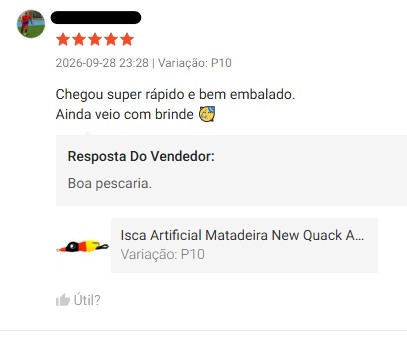 2026-09-28 23:28 | Variação: P10
Chegou super rápido e bem embalado.
Ainda veio com brinde 🥳
Resposta Do Vendedor:
Boa pescaria.
Isca Artificial Matadeira New Quack A...
Variação: P10
Útil?